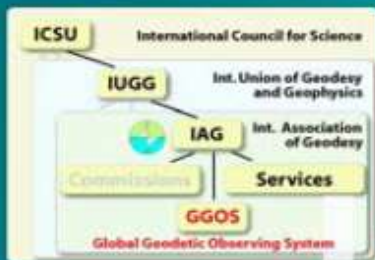 ICSU
International Council for Science
IUGG
Int. Union of Geodesy
and Geophysics
IAG
Int. Association
of Geodesy
Commissions
Services
GGOS
Global Geodetic Observing System